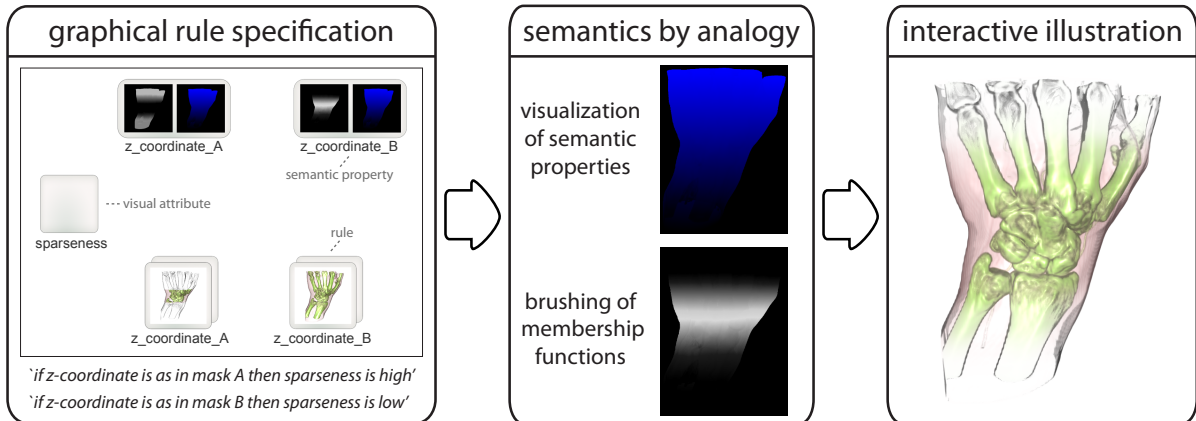 graphical rule specification
z_coordinate_A
z_coordinate_B
semantic property
visual attribute
sparseness
rule
z_coordinate_A
z_coordinate_B
`if z-coordinate is as in mask A then sparseness is high'
`if z-coordinate is as in mask B then sparseness is low'
semantics by analogy
visualization
of semantic
properties
brushing of
membership
functions
interactive illustration